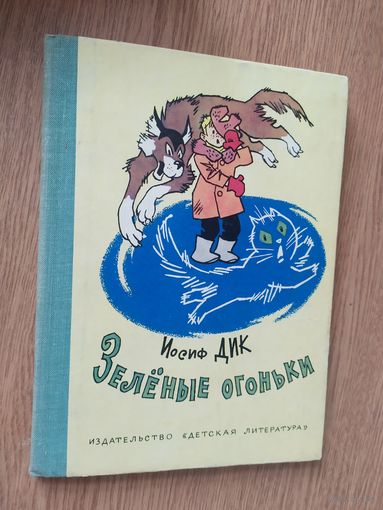 Иосиф ДИК
Зелёные огоньки
ИЗДАТЕЛЬСТВО «ДЕТСКАЯ ЛИТЕРАТУРА»